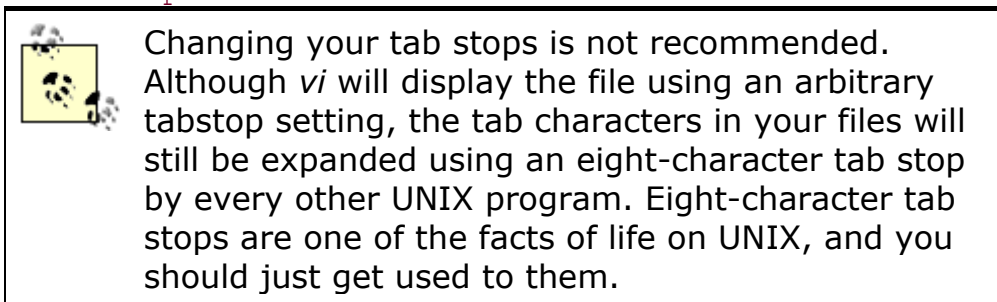 Changing your tab stops is not recommended.
Although vi will display the file using an arbitrary
tabstop setting, the tab characters in your files will
still be expanded using an eight-character tab stop
by every other UNIX program. Eight-character tab
stops are one of the facts of life on UNIX, and you
should just get used to them.